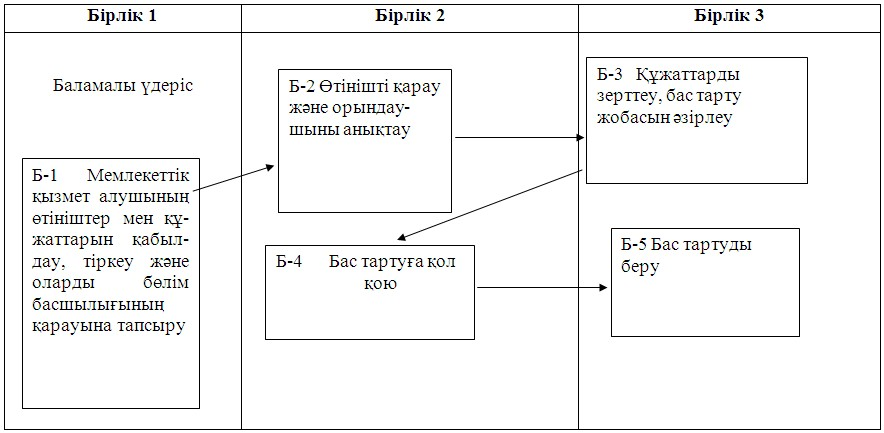 Бірлік 1
Бірлік 2
Бірлік 3
Баламалы үдеріс
Б-1 Мемлекеттік
қызмет алушының
өтініштер мен құ-
жаттарын қабыл-
дау, тіркеу және
оларды бөлім
басшылығының
қарауына тапсыру
Б-2 Өтінішті қарау
және орындау-
шыны анықтау
Б-3 Құжаттарды
зерттеу, бас тарту
жобасын әзірлеу
Б-4 Бас тартуға қол
қою
Б-5 Бас тартуды
беру